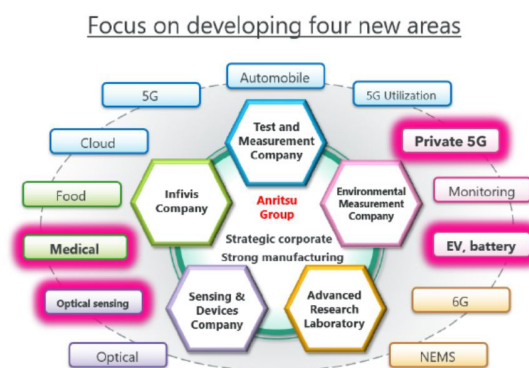 Focus on developing four new areas
Automobile
5G
5G Utilization
Cloud
Test and
Measurement
Company
Private 5G
Food
Infivis
Company
Anritsu
Group
Environmental
Measurement
Company
Monitoring
Medical
Strategic corporate
Strong manufacturing
EV, battery
Optical sensing
Sensing &
Devices
Company
Advanced
Research
Laboratory
6G
Optical
NEMS